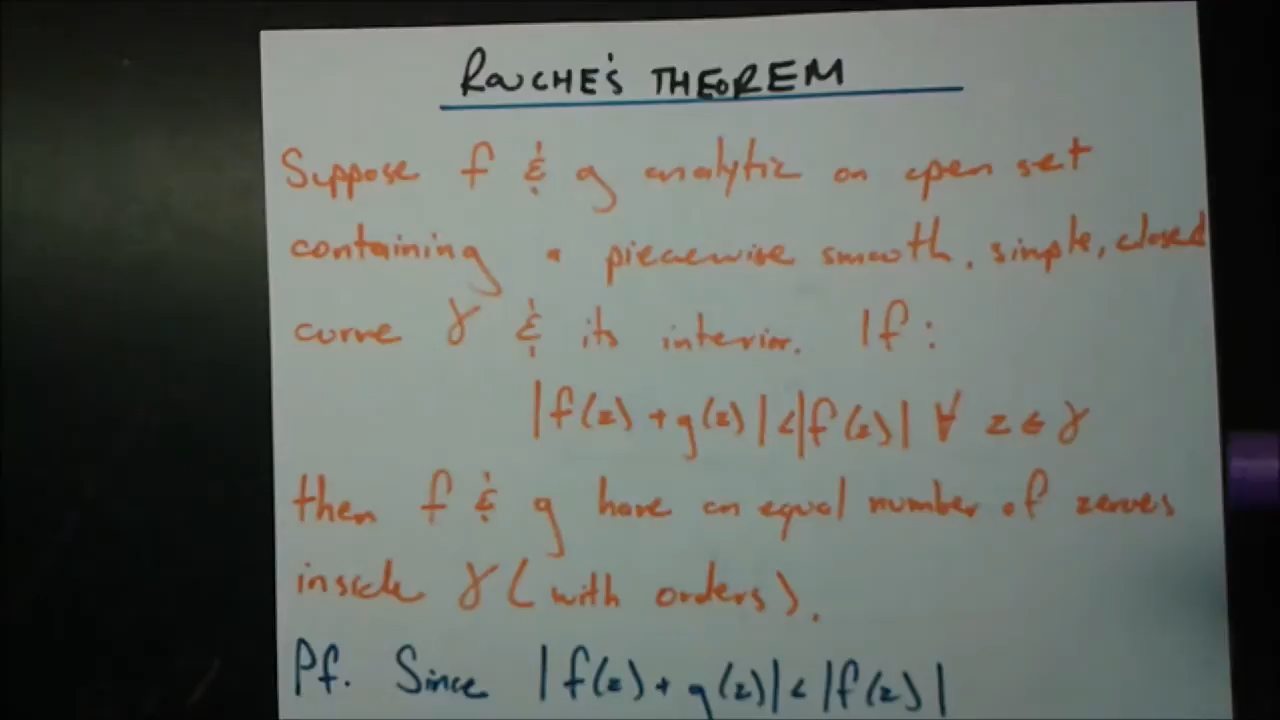 ROUCHE'S THEOREM
Suppose f & g analytic on open set
containing a piecewise smooth, simple, closed
curve γ & its interior. If:
|f(z) + g(z)| < |f(z)| ∀ z ∈ γ
then f & g have an equal number of zeroes
inside γ (with orders).
Pf. Since |f(z) + g(z)| < |f(z)|